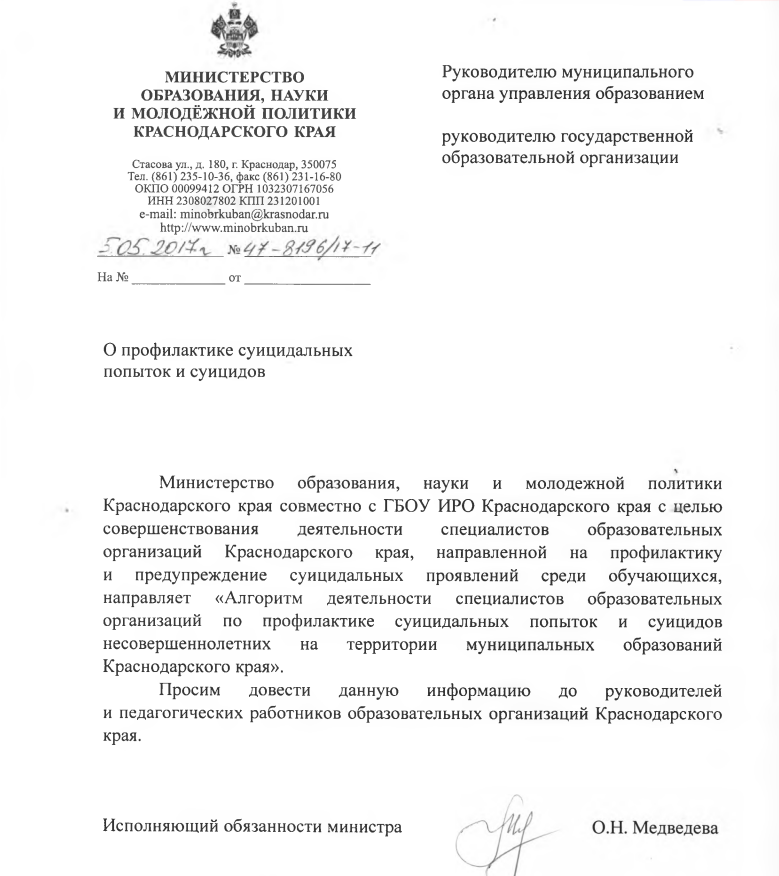 МИНИСТЕРСТВО
ОБРАЗОВАНИЯ, НАУКИ
И МОЛОДЁЖНОЙ ПОЛИТИКИ
КРАСНОДАРСКОГО КРАЯ
Стасова ул., д. 180, г. Краснодар, 350075
Тел. (861) 235-10-36, факс (861) 231-16-80
ОКПО 00099412 ОГРН 1032307167056
ИНН 2308027802 КПП 231201001
e-mail: minobrkuban@krasnodar.ru
http://www.minobrkuban.ru
5.05.2017г № 47-8196/17-11
На № ______________ от ___________________
Руководителю муниципального
органа управления образованием
руководителю государственной
образовательной организации
О профилактике суицидальных
попыток и суицидов
Министерство образования, науки и молодежной политики
Краснодарского края совместно с ГБОУ ИРО Краснодарского края с целью
совершенствования деятельности специалистов образовательных
организаций Краснодарского края, направленной на профилактику
и предупреждение суицидальных проявлений среди обучающихся,
направляет «Алгоритм деятельности специалистов образовательных
организаций по профилактике суицидальных попыток и суицидов
несовершеннолетних на территории муниципальных образований
Краснодарского края».
Просим довести данную информацию до руководителей
и педагогических работников образовательных организаций Краснодарского
края.
Исполняющий обязанности министра О.Н. Медведева